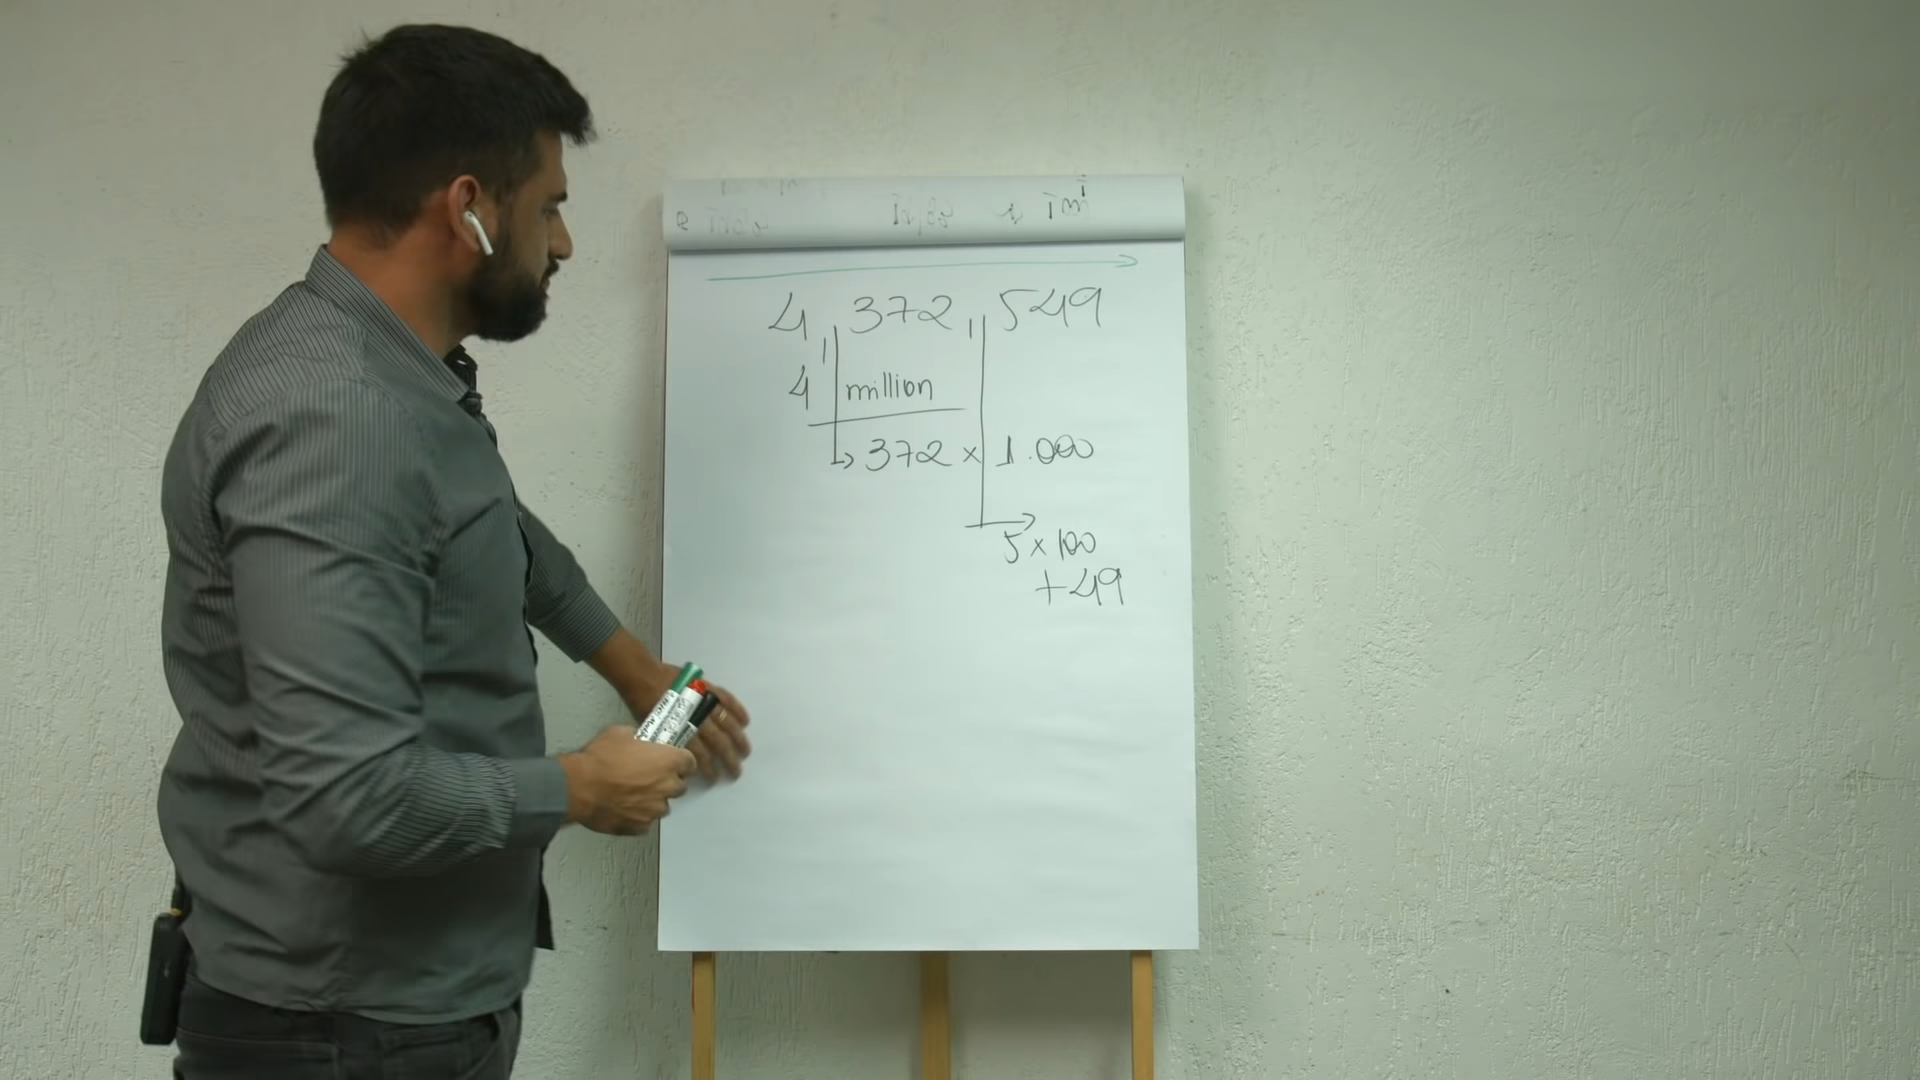 4, 372, 549
4 million
372 × 1.000
5 × 100
+ 49